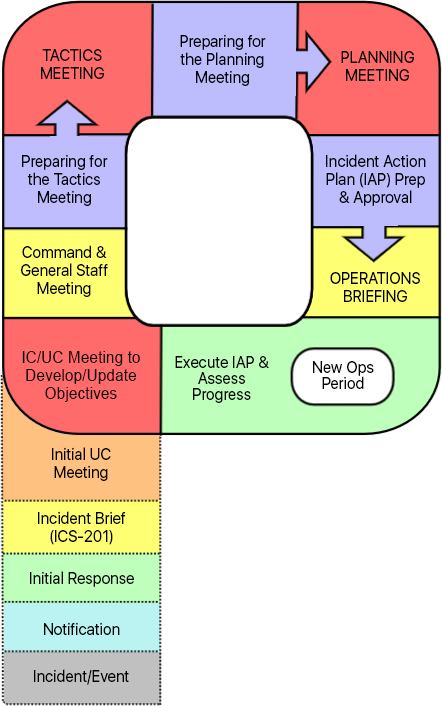 TACTICS
MEETING
Preparing for
the Planning
Meeting
PLANNING
MEETING
Preparing for
the Tactics
Meeting
Incident Action
Plan (IAP) Prep
& Approval
Command &
General Staff
Meeting
OPERATIONS
BRIEFING
IC/UC Meeting to
Develop/Update
Objectives
Execute IAP &
Assess
Progress
New Ops
Period
Initial UC
Meeting
Incident Brief
(ICS-201)
Initial Response
Notification
Incident/Event